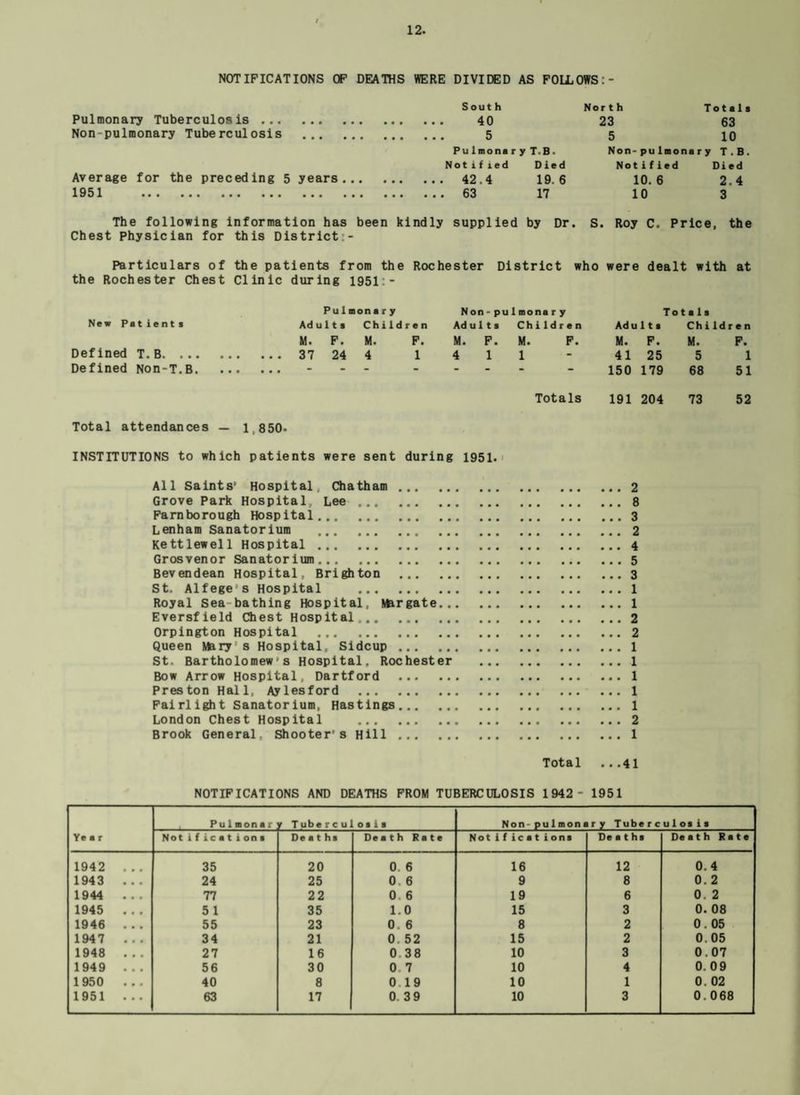 12.
NOTIFICATIONS OF DEATHS WERE DIVIDED AS FOLLOWS:-
South North Totals
Pulmonary Tuberculosis ... ... ... ... ... ... 40 23 63
Non-pulmonary Tuberculosis ... ... ... ... ... 5 5 10
Pulmonary T.B. Non-pulmonary T.B.
Notified Died Notified Died
Average for the preceding 5 years... ... ... ... 42.4 19.6 10.6 2.4
1951 ... ... ... ... ... ... ... ... ... ... 63 17 10 3
The following information has been kindly supplied by Dr. S. Roy C. Price, the
Chest Physician for this District:-
Particulars of the patients from the Rochester District who were dealt with at
the Rochester Chest Clinic during 1951:-
Pulmonary Non-pulmonary Totals
New Patients Adults Children Adults Children Adults Children
M. F. M. F. M. F. M. F. M. F. M. F.
Defined T.B. ... ... ... ... 37 24 4 1 4 1 1 - 41 25 5 1
Defined Non-T.B. ... ... ... - - - - - - - - 150 179 68 51
Totals 191 204 73 52
Total attendances — 1,850.
INSTITUTIONS to which patients were sent during 1951.
All Saints' Hospital, Chatham ... ... ... ... ... ... 2
Grove Park Hospital, Lee ... ... ... ... ... ... ... ... 8
Farnborough Hospital... ... ... ... ... ... ... ... ... 3
Lenham Sanatorium ... ... ... ... ... ... ... ... ... 2
Kettlewell Hospital ... ... ... ... ... ... ... ... ... 4
Grosvenor Sanatorium... ... ... ... ... ... ... ... ... 5
Bevendean Hospital, Brighton ... ... ... ... ... ... 3
St. Alfege's Hospital ... ... ... ... ... ... ... ... 1
Royal Sea-bathing Hospital, Margate... ... ... ... ... 1
Eversfield Chest Hospital... ... ... ... ... ... ... ... 2
Orpington Hospital ... ... ... ... ... ... ... ... ... 2
Queen Mary's Hospital, Sidcup ... ... ... ... ... ... 1
St. Bartholomew's Hospital, Rochester ... ... ... ... 1
Bow Arrow Hospital, Dartford ... ... ... ... ... ... 1
Preston Hall, Aylesford ... ... ... ... ... ... ... ... 1
Fairlight Sanatorium, Hastings... ... ... ... ... ... 1
London Chest Hospital ... ... ... ... ... ... ... ... 2
Brook General, Shooter's Hill ... ... ... ... ... ... 1
Total ...41
NOTIFICATIONS AND DEATHS FROM TUBERCULOSIS 1942 - 1951
Pulmonary Tuberculosis Non-pulmonary Tuberculosis
Year Notifications Deaths Death Rate Notifications Deaths Death Rate
1942 ... 35 20 0.6 16 12 0.4
1943 ... 24 25 0.6 9 8 0.2
1944 ... 77 22 0.6 19 6 0.2
1945 ... 51 35 1.0 15 3 0.08
1946 ... 55 23 0.6 8 2 0.05
1947 ... 34 21 0.52 15 2 0.05
1948 ... 27 16 0.38 10 3 0.07
1949 ... 56 30 0.7 10 4 0.09
1950 ... 40 8 0.19 10 1 0.02
1951 ... 63 17 0.39 10 3 0.068